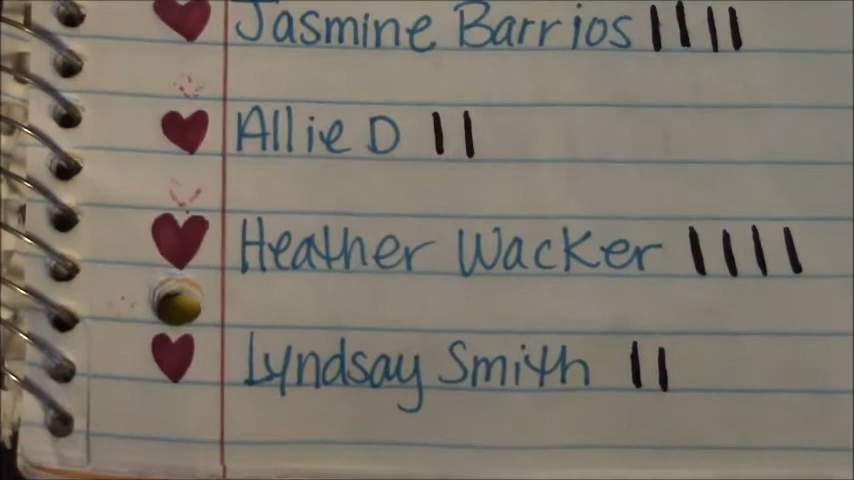 Jasmine Barrios ||||
Allie D ||
Heather Wacker ||||
Lyndsay Smith ||